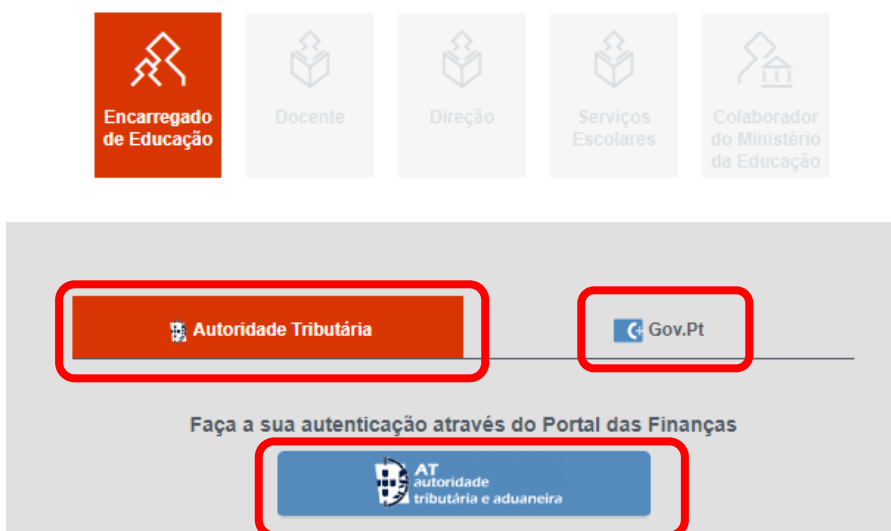 Encarregado
de Educação
Docente
Direção
Serviços
Escolares
Colaborador
do Ministério
da Educação
Autoridade Tributária
Gov.Pt
Faça a sua autenticação através do Portal das Finanças
AT
autoridade
tributária e aduaneira